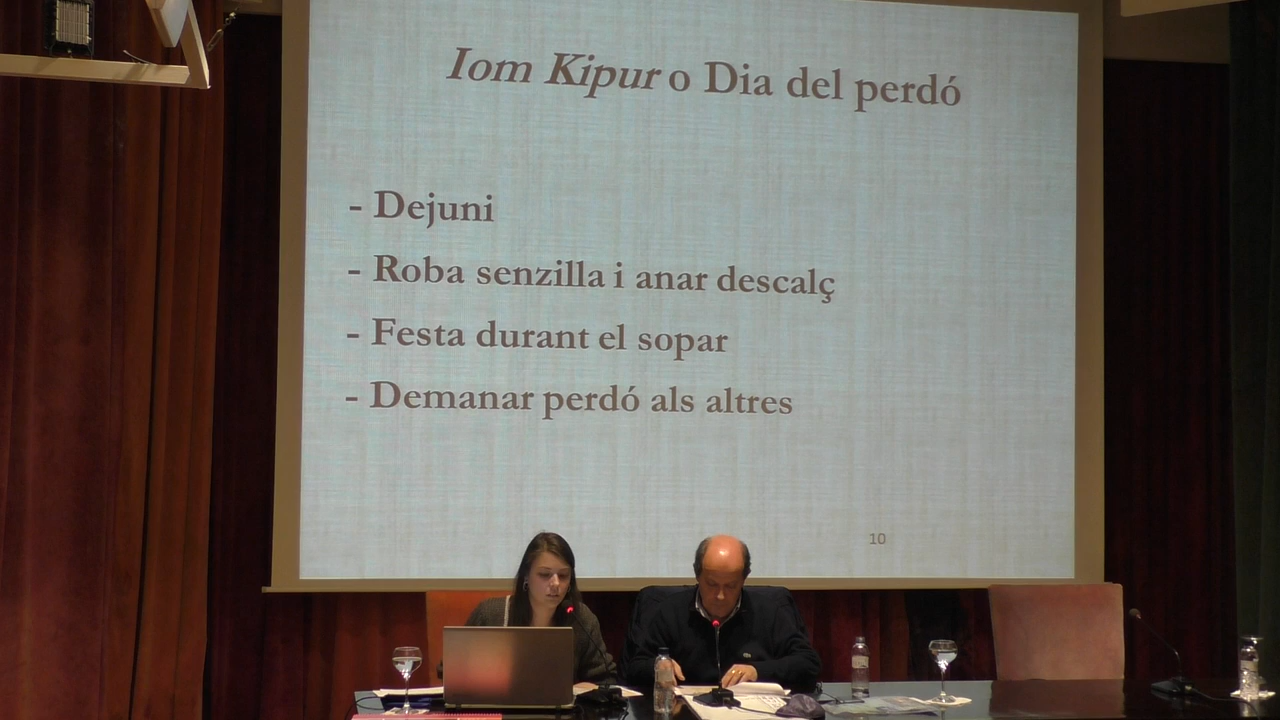 Iom Kipur o Dia del perdó
- Dejuni
- Roba senzilla i anar descalç
- Festa durant el sopar
- Demanar perdó als altres
10